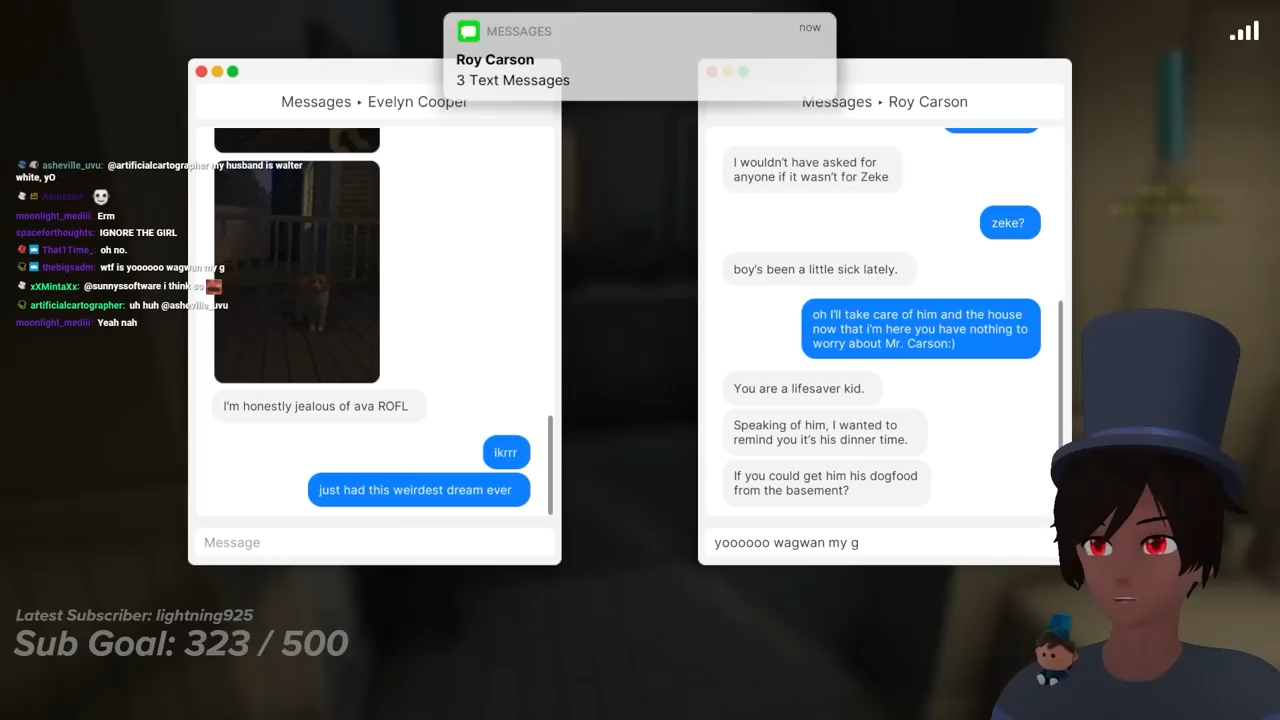 MESSAGES
now
Roy Carson
3 Text Messages
Messages ‣ Evelyn Cooper
I'm honestly jealous of ava ROFL
ikrrr
just had this weirdest dream ever
Message
Messages ‣ Roy Carson
I wouldn't have asked for
anyone if it wasn't for Zeke
zeke?
boy's been a little sick lately.
oh I'll take care of him and the house
now that i'm here you have nothing to
worry about Mr. Carson:)
You are a lifesaver kid.
Speaking of him, I wanted to
remind you it's his dinner time.
If you could get him his dogfood
from the basement?
yoooooo wagwan my g
asheville_uvu: @artificialcartographer my husband is walter
white, yO
moonlight_mediii: Erm
spaceforthoughts: IGNORE THE GIRL
That1Time_: oh no.
thebigsadm: wtf is yoooooo wagwan my g
xXMintaXx: @sunnyssoftware i think so
artificialcartographer: uh huh @asheville_uvu
moonlight_mediii: Yeah nah
Latest Subscriber: lightning925
Sub Goal: 323 / 500